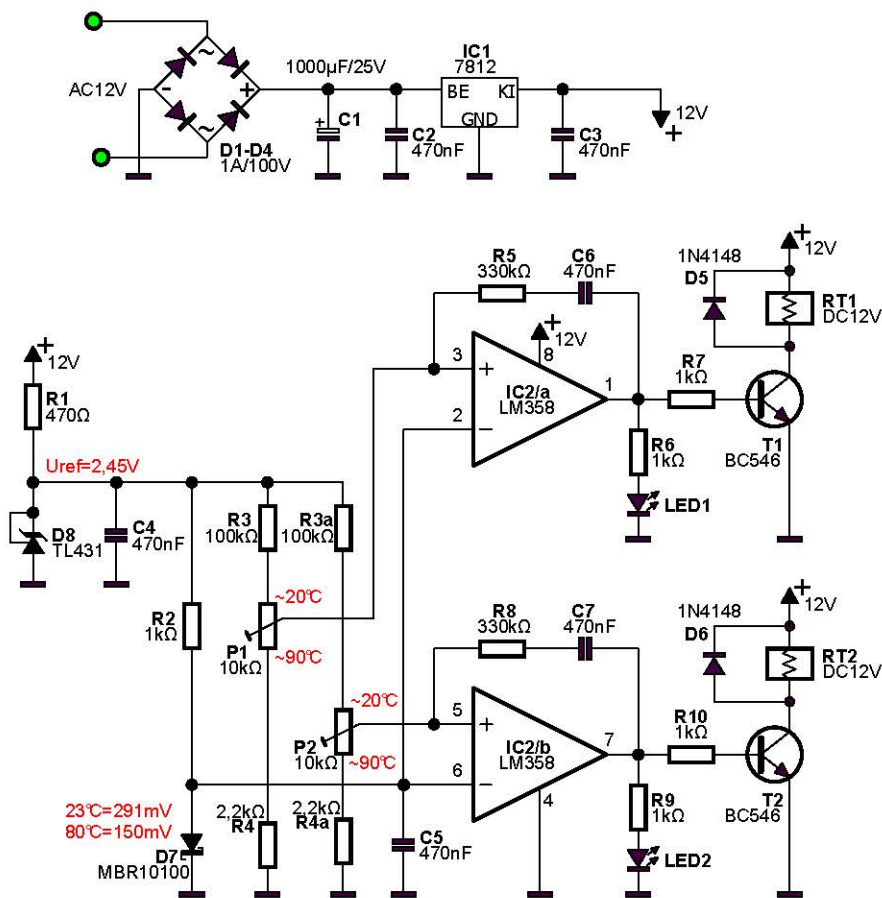 AC12V
~
-
+
~
D1-D4
1A/100V
1000µF/25V
+
C1
C2
470nF
IC1
7812
BE KI
GND
C3
470nF
12V
+
+
12V
R1
470Ω
Uref=2,45V
D8
TL431
C4
470nF
R2
1kΩ
R3
100kΩ
R3a
100kΩ
~20°C
P1
10kΩ
~90°C
~20°C
P2
10kΩ
~90°C
23°C=291mV
80°C=150mV
D7
MBR10100
2,2kΩ
R4
2,2kΩ
R4a
C5
470nF
R5
330kΩ
C6
470nF
+
12V
8
3
+
2
-
IC2/a
LM358
1
R6
1kΩ
LED1
R7
1kΩ
1N4148
D5
+
12V
RT1
DC12V
T1
BC546
R8
330kΩ
C7
470nF
5
+
6
-
IC2/b
LM358
4
7
R9
1kΩ
LED2
R10
1kΩ
1N4148
D6
+
12V
RT2
DC12V
T2
BC546